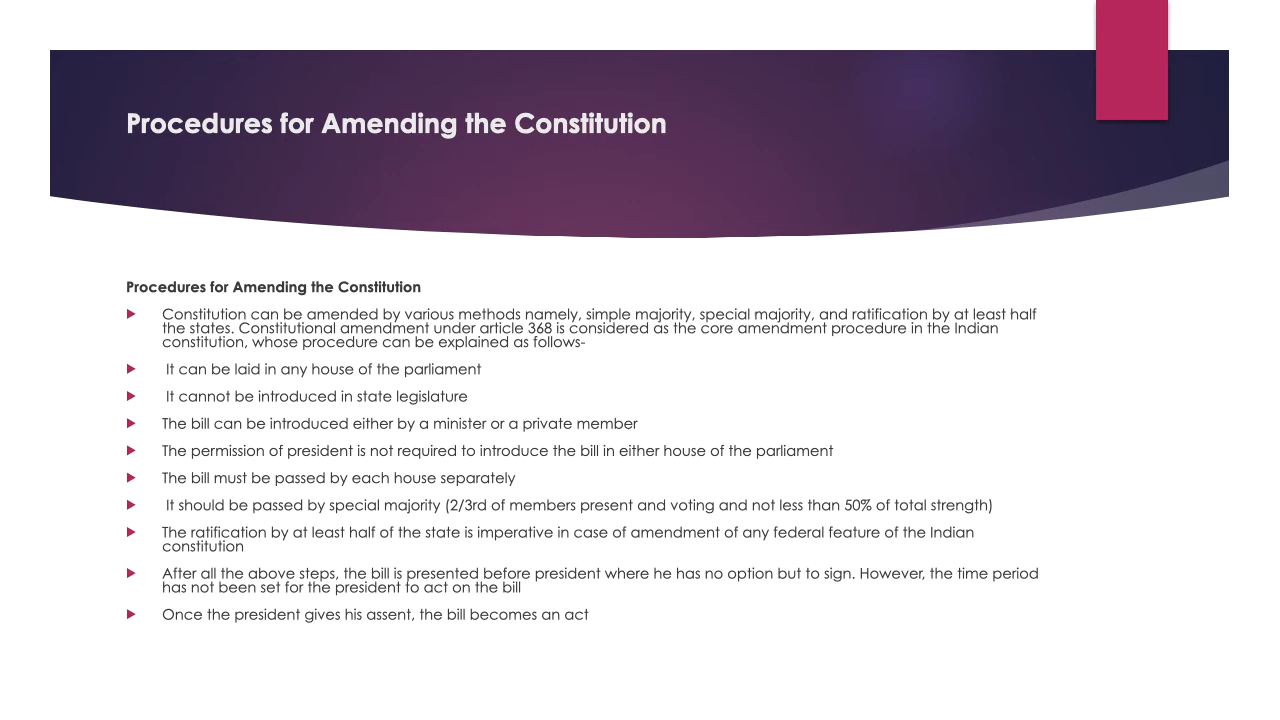 Procedures for Amending the Constitution
Procedures for Amending the Constitution
Constitution can be amended by various methods namely, simple majority, special majority, and ratification by at least half
the states. Constitutional amendment under article 368 is considered as the core amendment procedure in the Indian
constitution, whose procedure can be explained as follows-
It can be laid in any house of the parliament
It cannot be introduced in state legislature
The bill can be introduced either by a minister or a private member
The permission of president is not required to introduce the bill in either house of the parliament
The bill must be passed by each house separately
It should be passed by special majority (2/3rd of members present and voting and not less than 50% of total strength)
The ratification by at least half of the state is imperative in case of amendment of any federal feature of the Indian
constitution
After all the above steps, the bill is presented before president where he has no option but to sign. However, the time period
has not been set for the president to act on the bill
Once the president gives his assent, the bill becomes an act